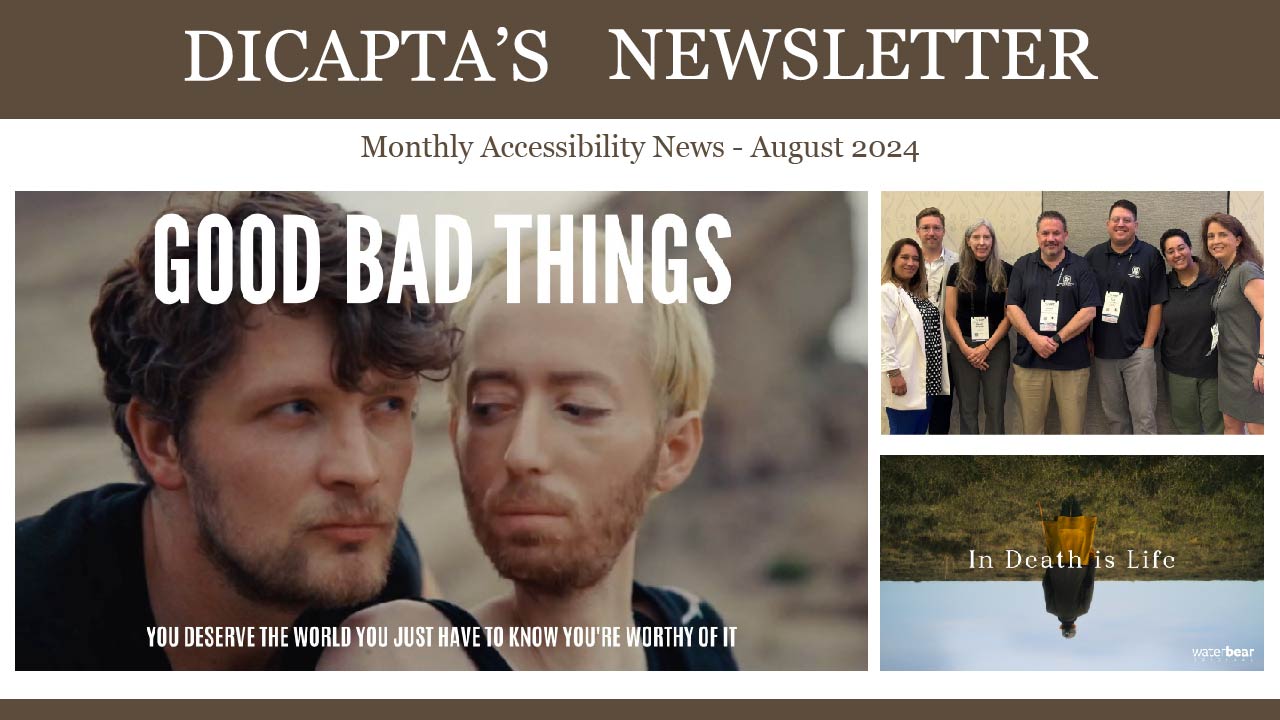 DICAPTA’S NEWSLETTER
Monthly Accessibility News - August 2024
GOOD BAD THINGS
YOU DESERVE THE WORLD YOU JUST HAVE TO KNOW YOU'RE WORTHY OF IT
In Death is Life
waterbear